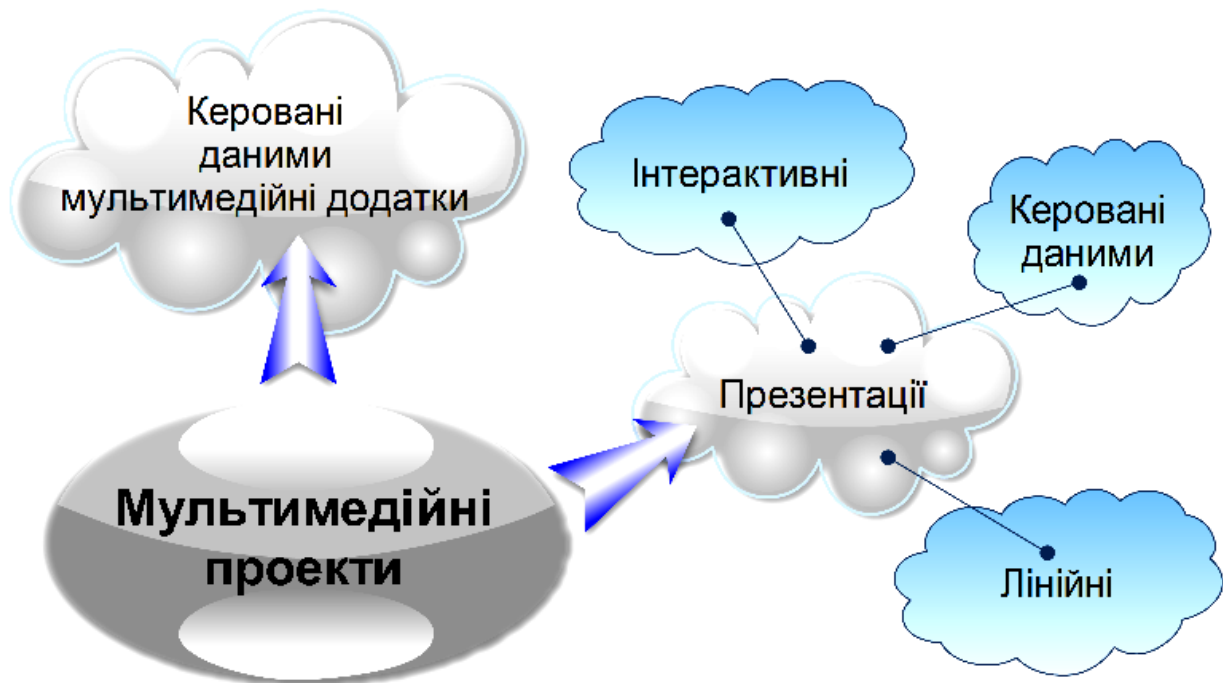 Керовані
даними
мультимедійні додатки
Інтерактивні
Керовані
даними
Презентації
Мультимедійні
проекти
Лінійні